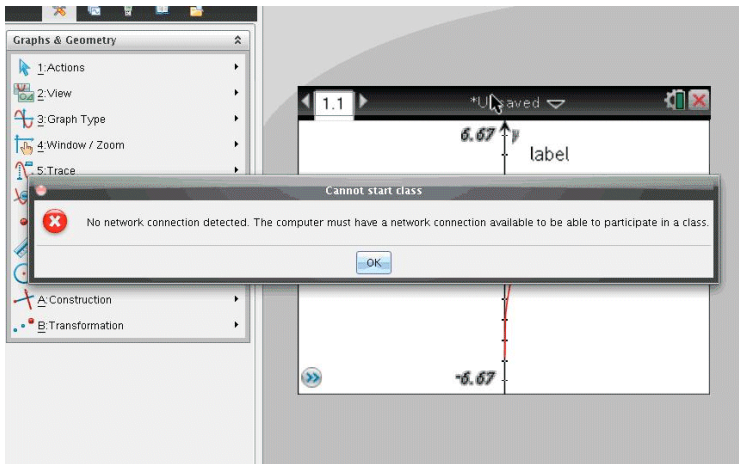 Graphs & Geometry
1:Actions
2:View
3:Graph Type
4:Window / Zoom
5:Trace
1.1
6.67 y
label
Cannot start class
No network connection detected. The computer must have a network connection available to be able to participate in a class.
OK
A:Construction
B:Transformation
-6.67